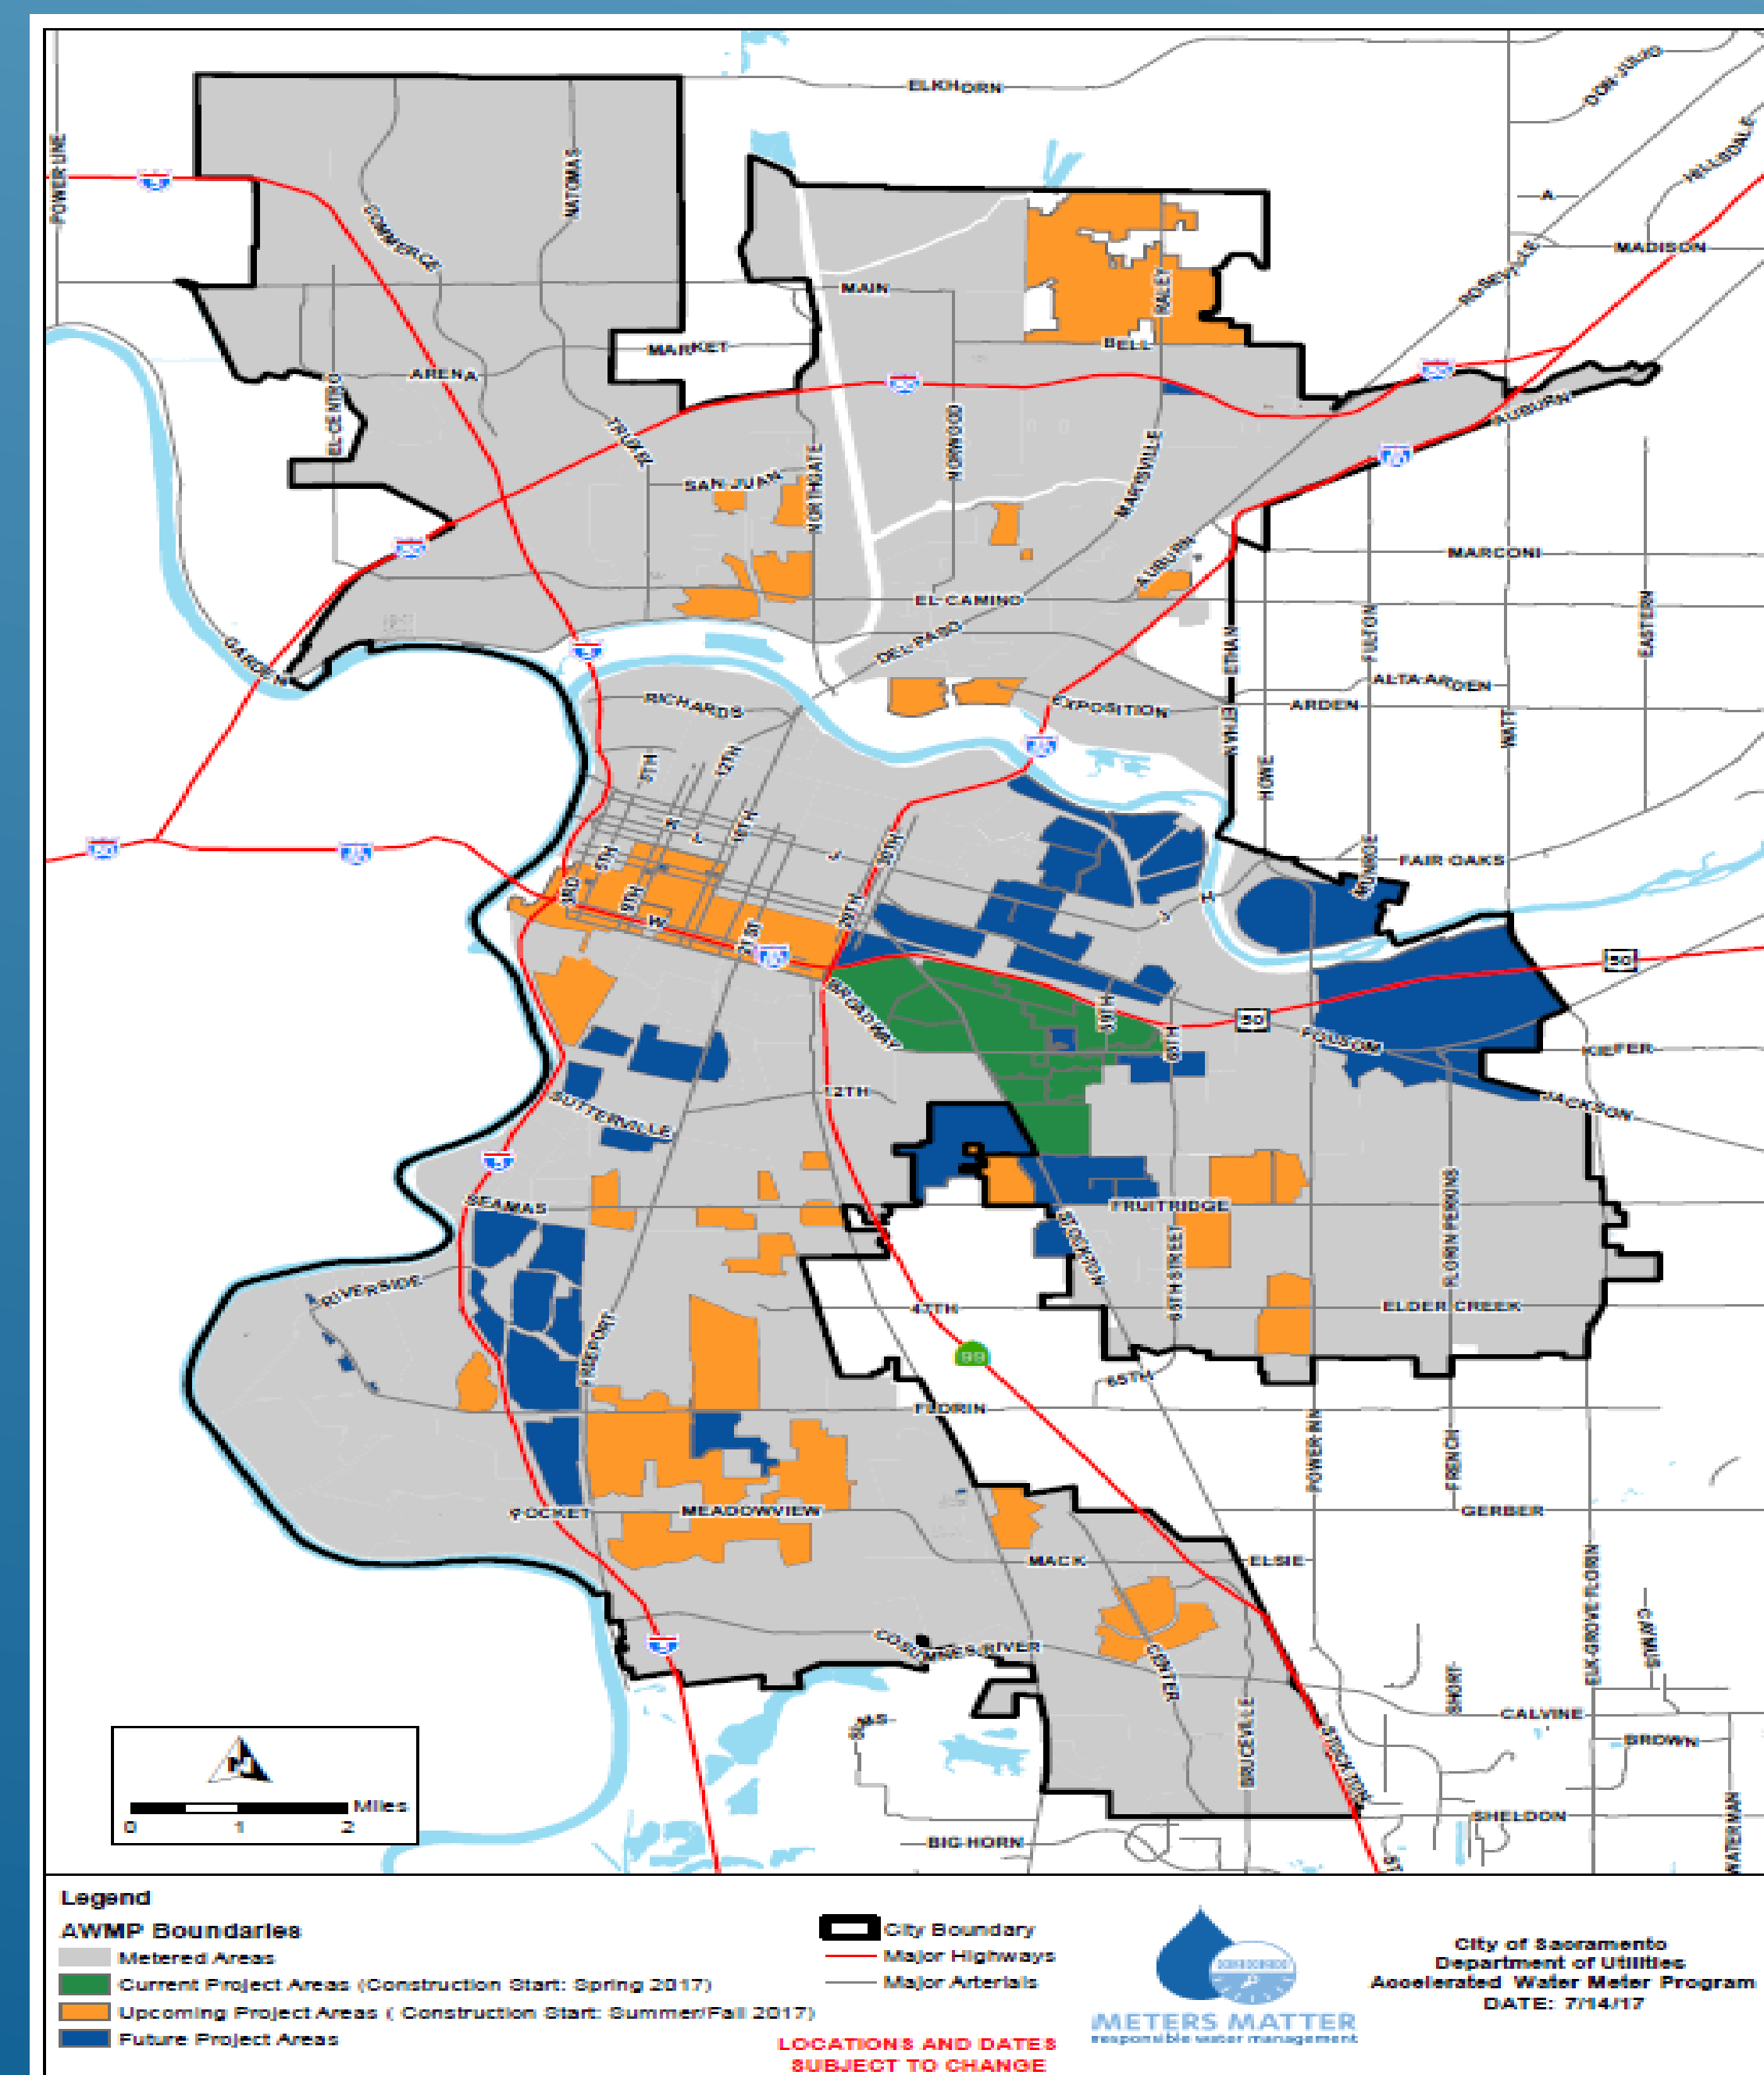 ELKHORN
DON JULIO
HILLSDALE
POWER LINE
NATOMAS
COMMERCE
A
MADISON
ROSEVILLE
MAIN
RALEY
MARKET
BELL
ARENA
EL CENTRO
AUBURN
TRUXEL
NORWOOD
MARYSVILLE
SAN JUAN
NORTHGATE
AUBURN
MARCONI
EL CAMINO
DEL PASO
ETHAN
FULTON
EASTERN
GARDEN
ALTA ARDEN
RICHARDS
EXPOSITION
ARDEN
ETHAN
WATT
HOWE
7TH
12TH
16TH
5TH
L
30TH
MUNROE
FAIR OAKS
3RD
9TH
29TH
J
H
W
21ST
50
BROADWAY
59TH
50
65TH
FOLSOM
KIEFER
SUTTERVILLE
12TH
JACKSON
SEAMAS
FRUITRIDGE
STOCKTON
65TH STREET
FLORIN PERKINS
RIVERSIDE
47TH
ELDER CREEK
FREEPORT
99
65TH
FLORIN
POWER INN
FRENCH
POCKET
MEADOWVIEW
GERBER
MACK
ELSIE
ELK GROVE FLORIN
COSUMNES RIVER
CENTER
SHORT
CALVINE
BROWN
BRUCEVILLE
STOCKTON
SHELDON
BIG HORN
WATERMAN
ST
N
Miles
0 1 2
Legend
AWMP Boundaries
Metered Areas
Current Project Areas (Construction Start: Spring 2017)
Upcoming Project Areas ( Construction Start: Summer/Fall 2017)
Future Project Areas
City Boundary
Major Highways
Major Arterials
LOCATIONS AND DATES
SUBJECT TO CHANGE
METERS MATTER
responsible water management
City of Sacramento
Department of Utilities
Accelerated Water Meter Program
DATE: 7/14/17